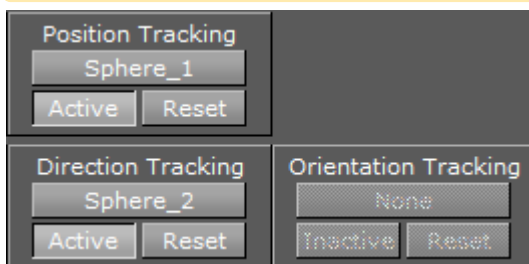 Position Tracking
Sphere_1
Active Reset
Direction Tracking
Sphere_2
Active Reset
Orientation Tracking
None
Inactive Reset